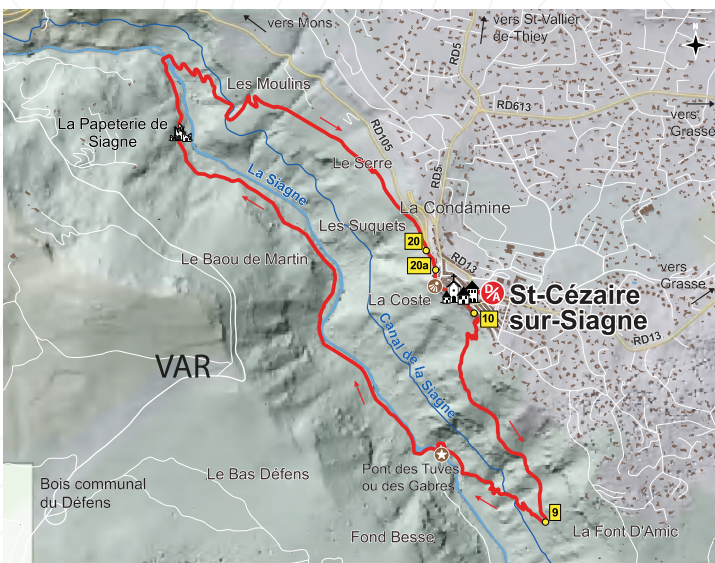 vers Mons
vers St-Vallier
de-Thiey
N
RD5
Les Moulins
RD613
vers
Grasse
La Papeterie de
Siagne
RD105
Le Serre
RD5
La Siagne
La Condamine
Les Suquets
20
RD13
Le Baou de Martin
20a
vers
Grasse
La Coste
D/A
St-Cézaire
sur-Siagne
10
RD13
Canal de la Siagne
VAR
Pont des Tuves
ou des Gabres
Le Bas Défens
Bois communal
du Défens
9
La Font D'Amic
Fond Besse